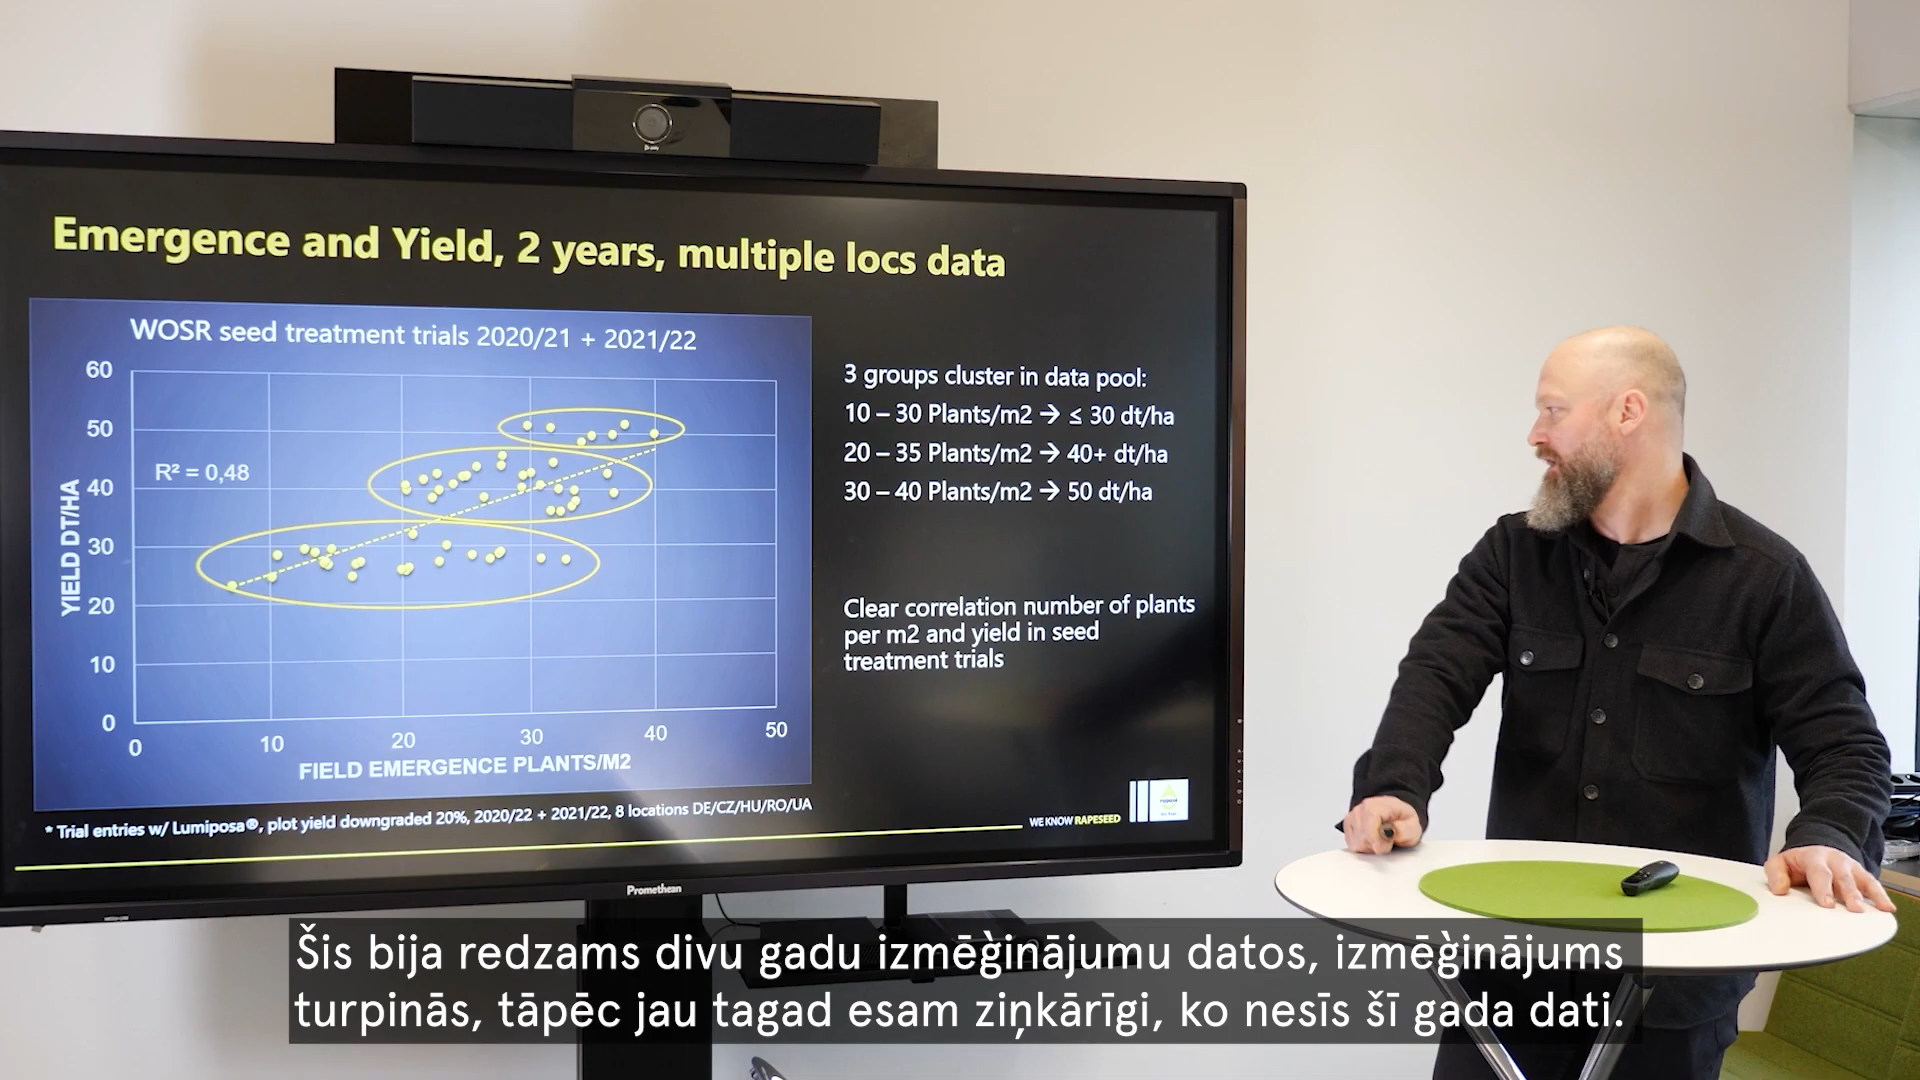 Emergence and Yield, 2 years, multiple locs data
WOSR seed treatment trials 2020/21 + 2021/22
60
50
40
30
20
10
0
R² = 0,48
YIELD DT/HA
0 10 20 30 40 50
FIELD EMERGENCE PLANTS/M2
3 groups cluster in data pool:
10 – 30 Plants/m2 → ≤ 30 dt/ha
20 – 35 Plants/m2 → 40+ dt/ha
30 – 40 Plants/m2 → 50 dt/ha
Clear correlation number of plants
per m2 and yield in seed
treatment trials
* Trial entries w/ Lumiposa®, plot yield downgraded 20%, 2020/22 + 2021/22, 8 locations DE/CZ/HU/RO/UA
WE KNOW RAPESEED
rapool
Promethean
Šis bija redzams divu gadu izmēģinājumu datos, izmēģinājums
turpinās, tāpēc jau tagad esam ziņkārīgi, ko nesīs šī gada dati.